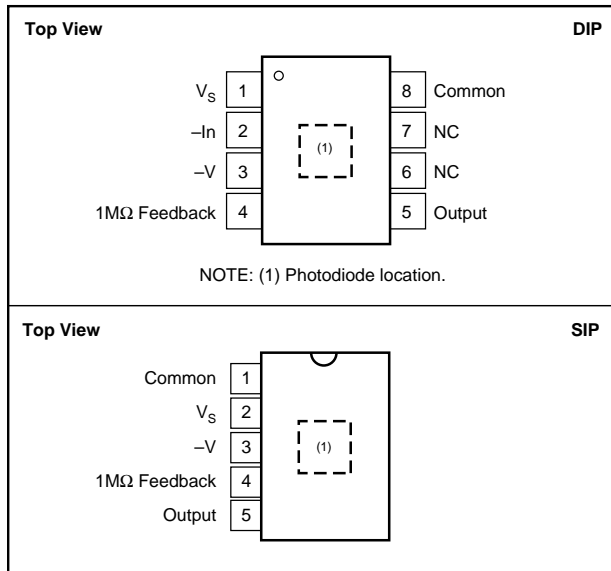 Top View DIP
V_S 1 8 Common
–In 2 (1) 7 NC
–V 3 6 NC
1MΩ Feedback 4 5 Output
NOTE: (1) Photodiode location.
Top View SIP
Common 1
V_S 2
–V 3 (1)
1MΩ Feedback 4
Output 5